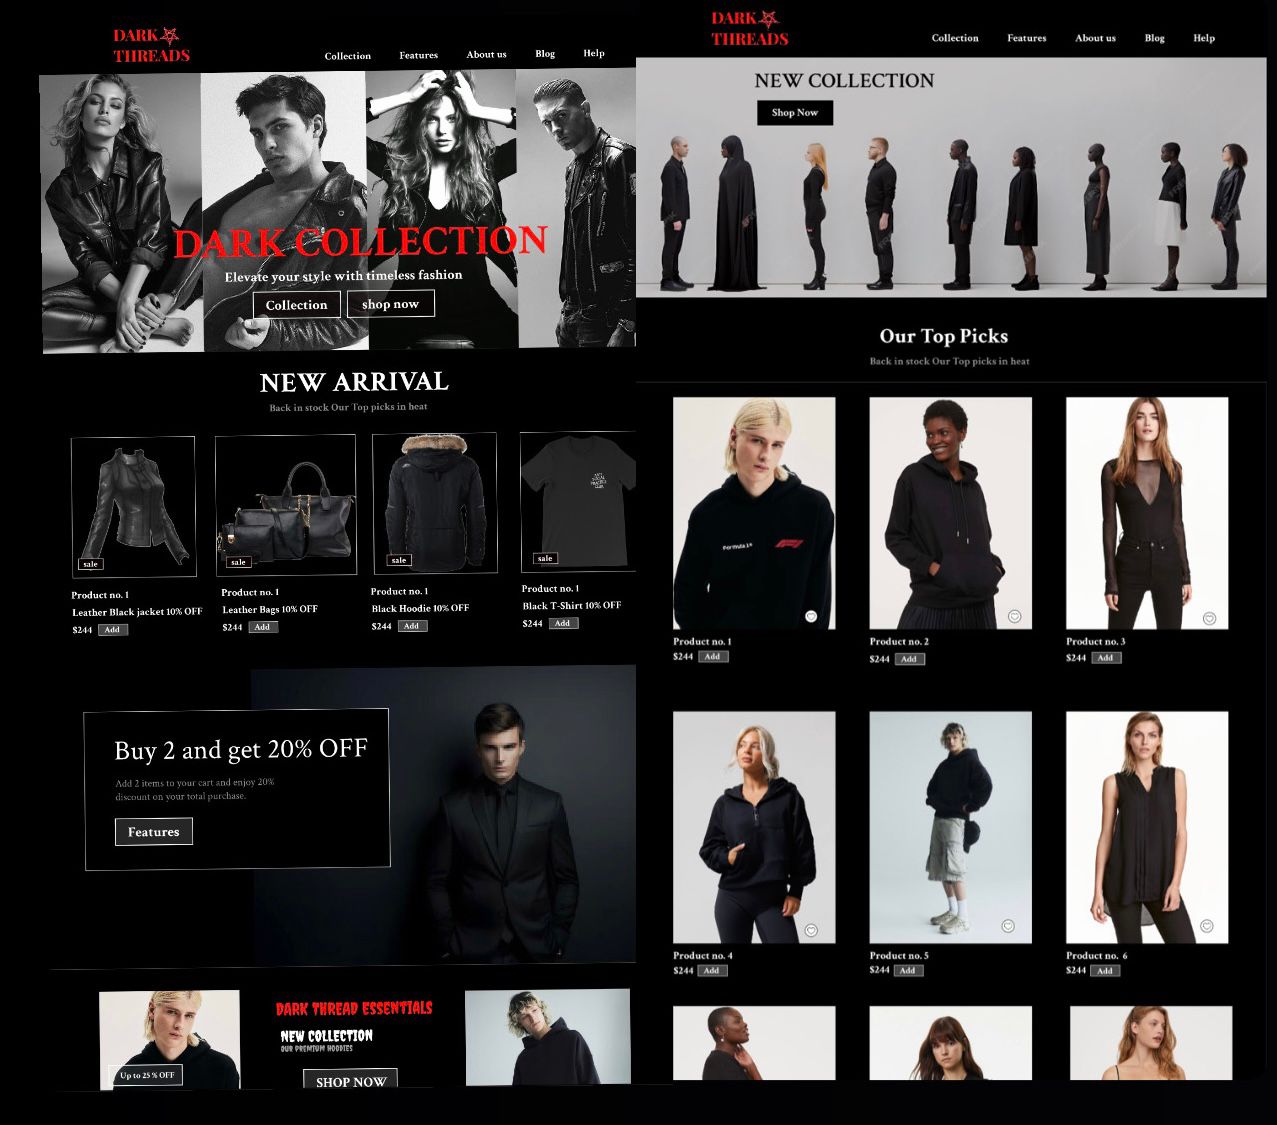 DARK
THREADS
Collection Features About us Blog Help
DARK COLLECTION
Elevate your style with timeless fashion
Collection shop now
NEW ARRIVAL
Back in stock Our Top picks in heat
sale sale sale sale
Product no. 1 Product no. 1 Product no. 1 Product no. 1
Leather Black jacket 10% OFF Leather Bags 10% OFF Black Hoodie 10% OFF Black T-Shirt 10% OFF
$244 Add $244 Add $244 Add $244 Add
Buy 2 and get 20% OFF
Add 2 items to your cart and enjoy 20%
discount on your total purchase.
Features
DARK THREAD ESSENTIALS
NEW COLLECTION
OUR PREMIUM HOODIES
Up to 25 % OFF
SHOP NOW
DARK
THREADS
Collection Features About us Blog Help
NEW COLLECTION
Shop Now
Our Top Picks
Back in stock Our Top picks in heat
Formula 1
Product no. 1 Product no. 2 Product no. 3
$244 Add $244 Add $244 Add
Product no. 4 Product no. 5 Product no. 6
$244 Add $244 Add $244 Add